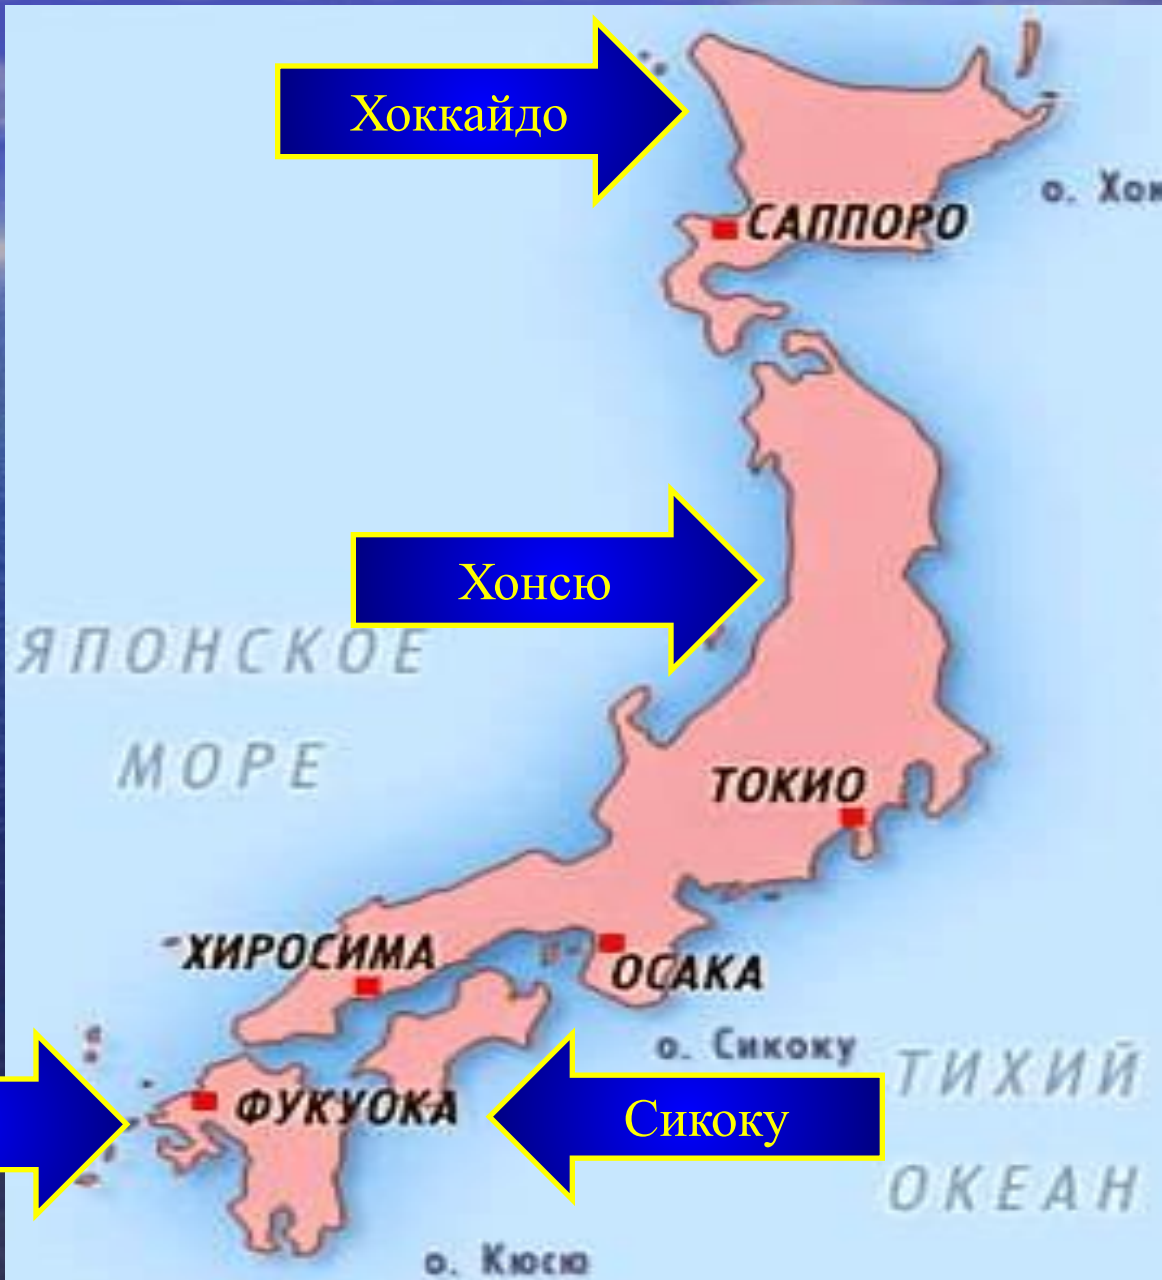 Хоккайдо
о. Хок
САППОРО
Хонсю
ЯПОНСКОЕ
МОРЕ
ТОКИО
ХИРОСИМА
ОСАКА
о. Сикоку
ТИХИЙ
ФУКУОКА
Сикоку
ОКЕАН
о. Кюсю